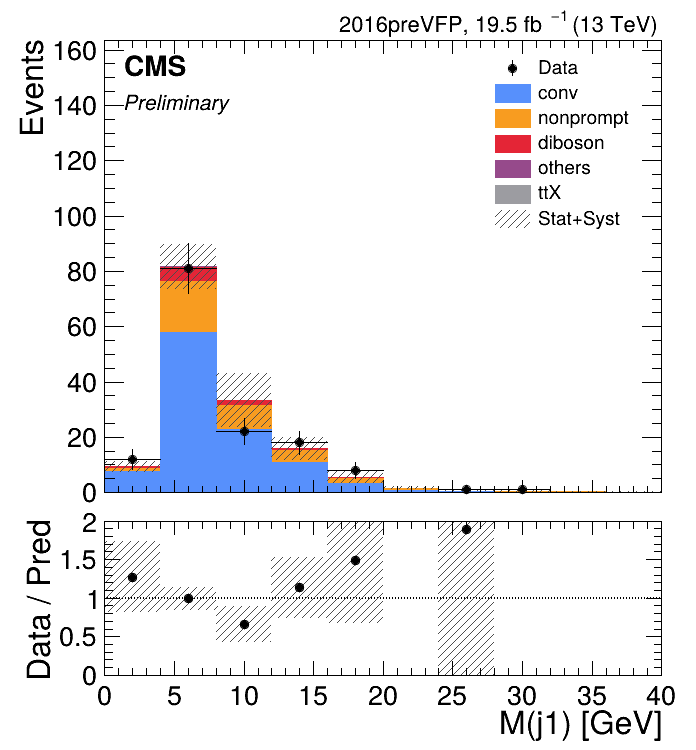 2016preVFP, 19.5 fb⁻¹ (13 TeV)
Events
160
140
120
100
80
60
40
20
0
CMS
Preliminary
Data
conv
nonprompt
diboson
others
ttX
Stat+Syst
Data / Pred
2
1.5
1
0.5
0
0 5 10 15 20 25 30 35 40
M(j1) [GeV]